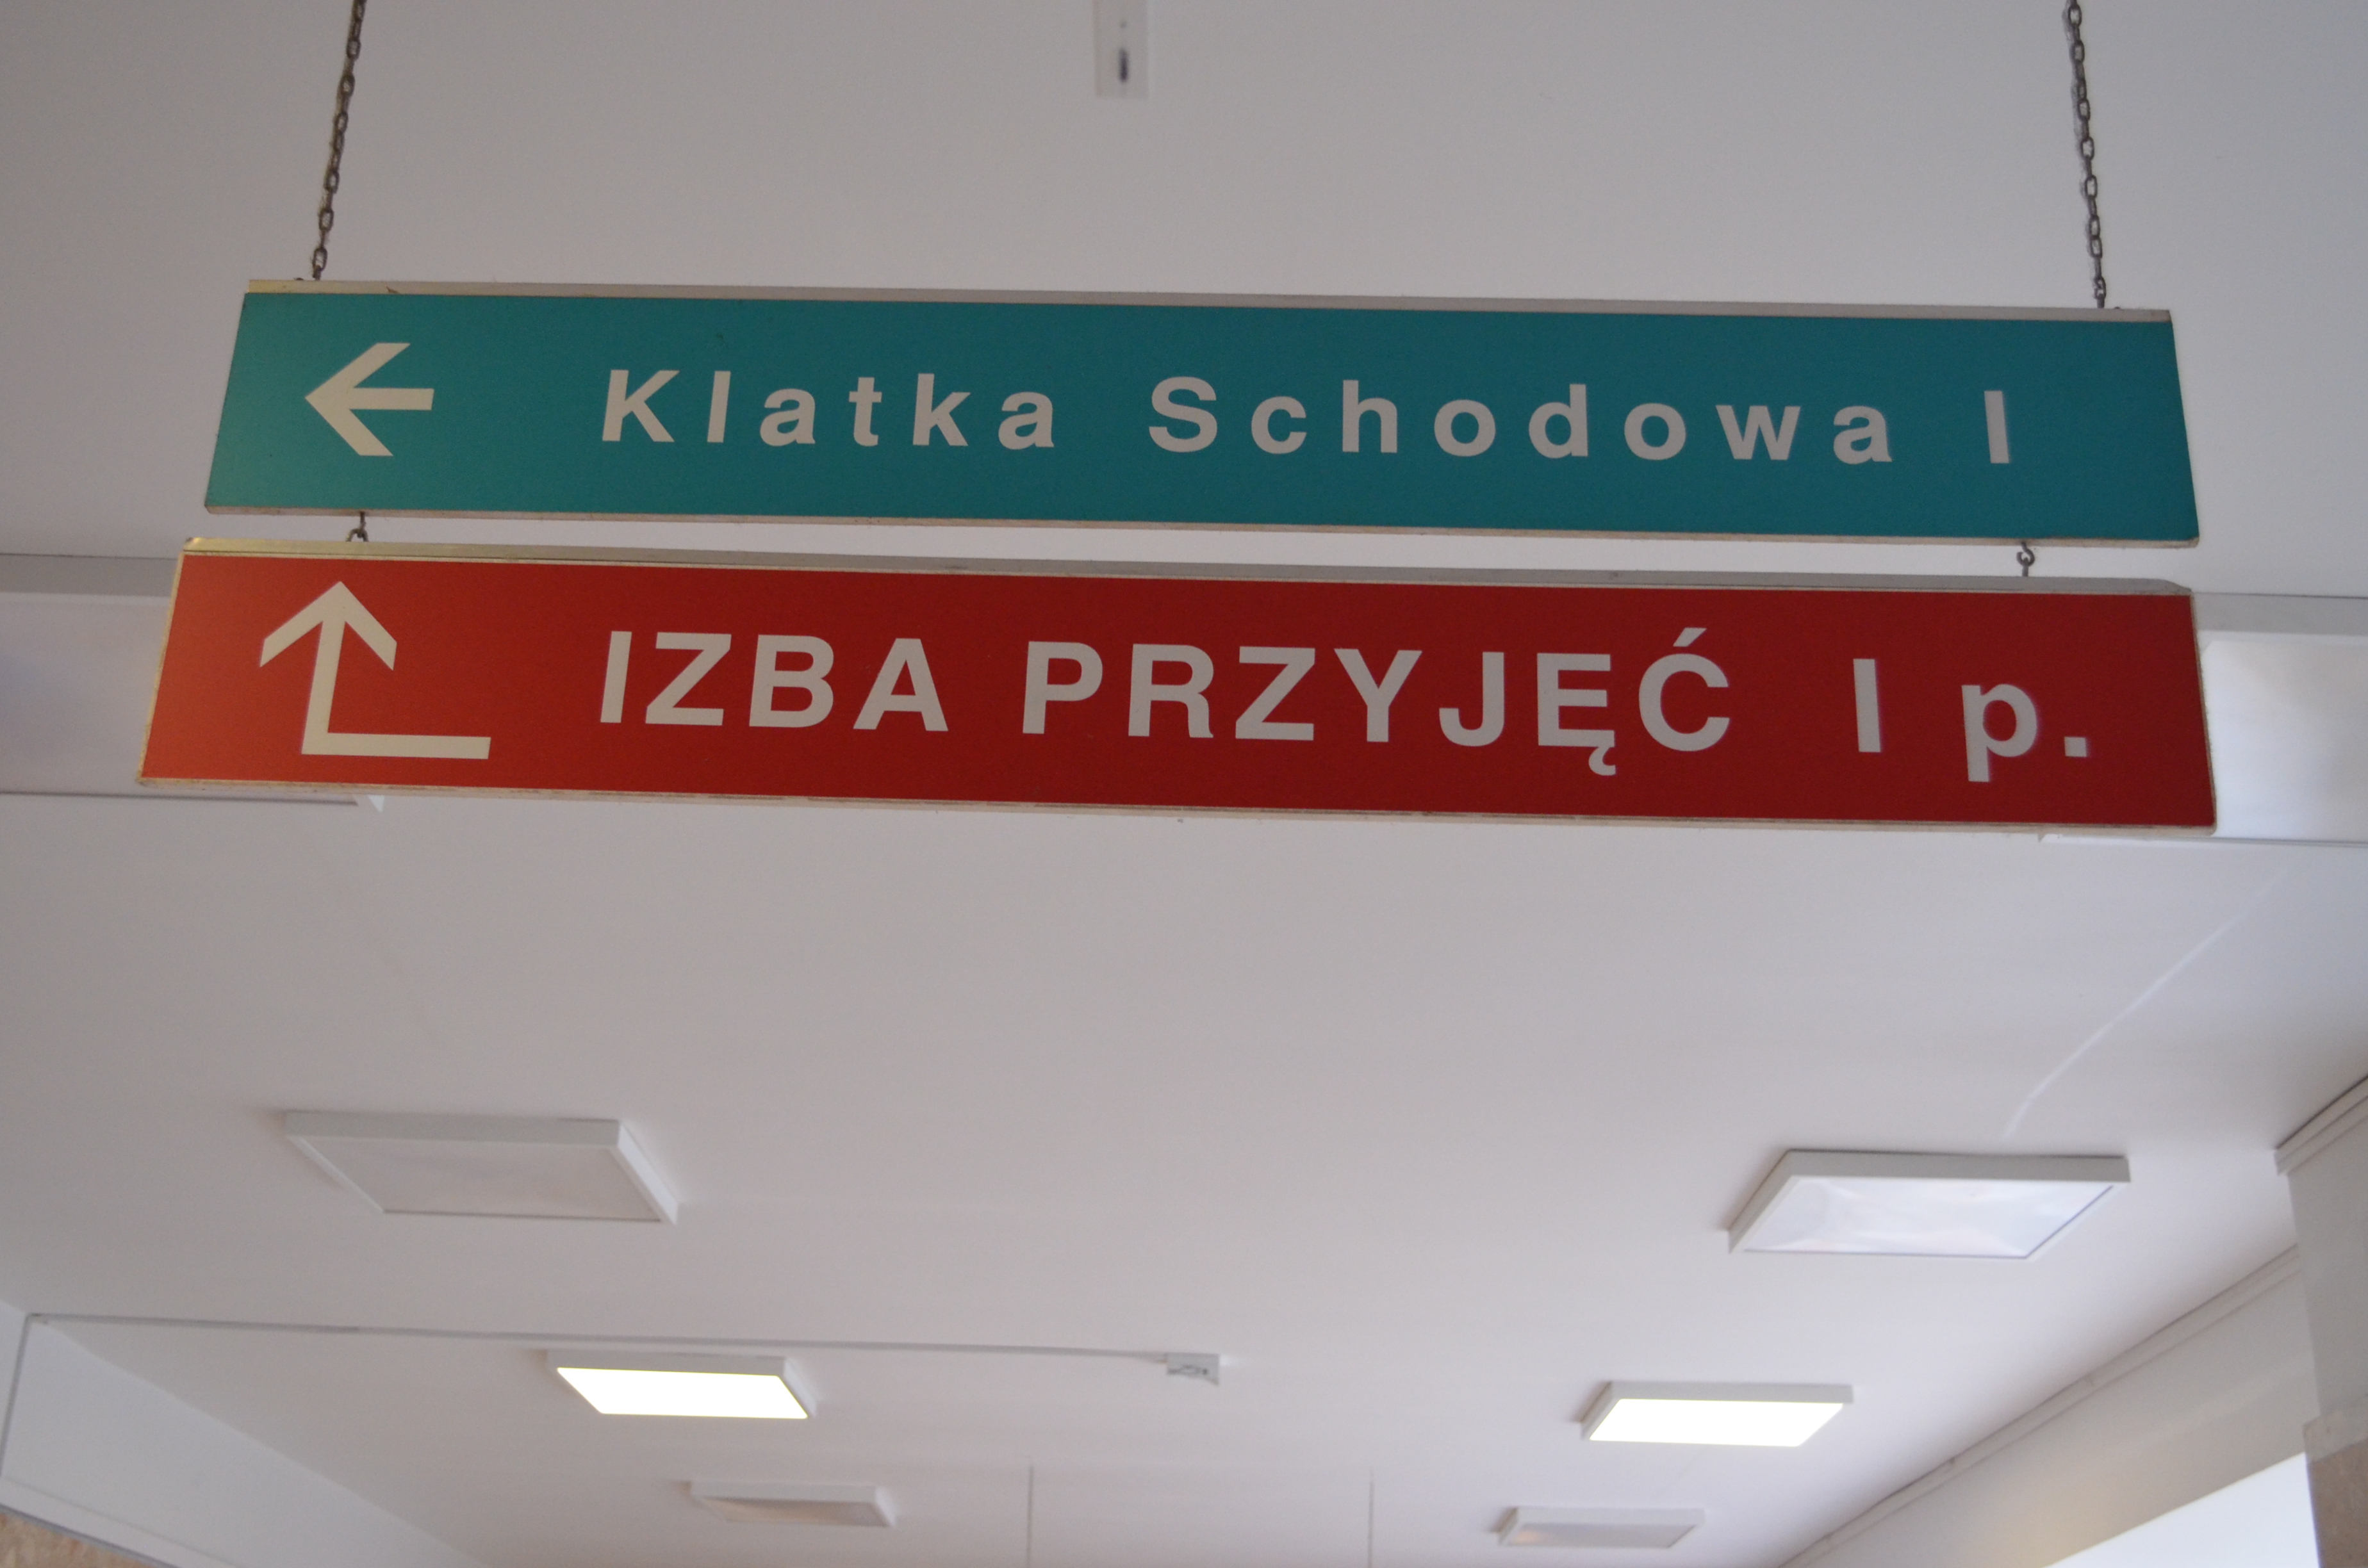 Klatka Schodowa I
IZBA PRZYJĘĆ I p.